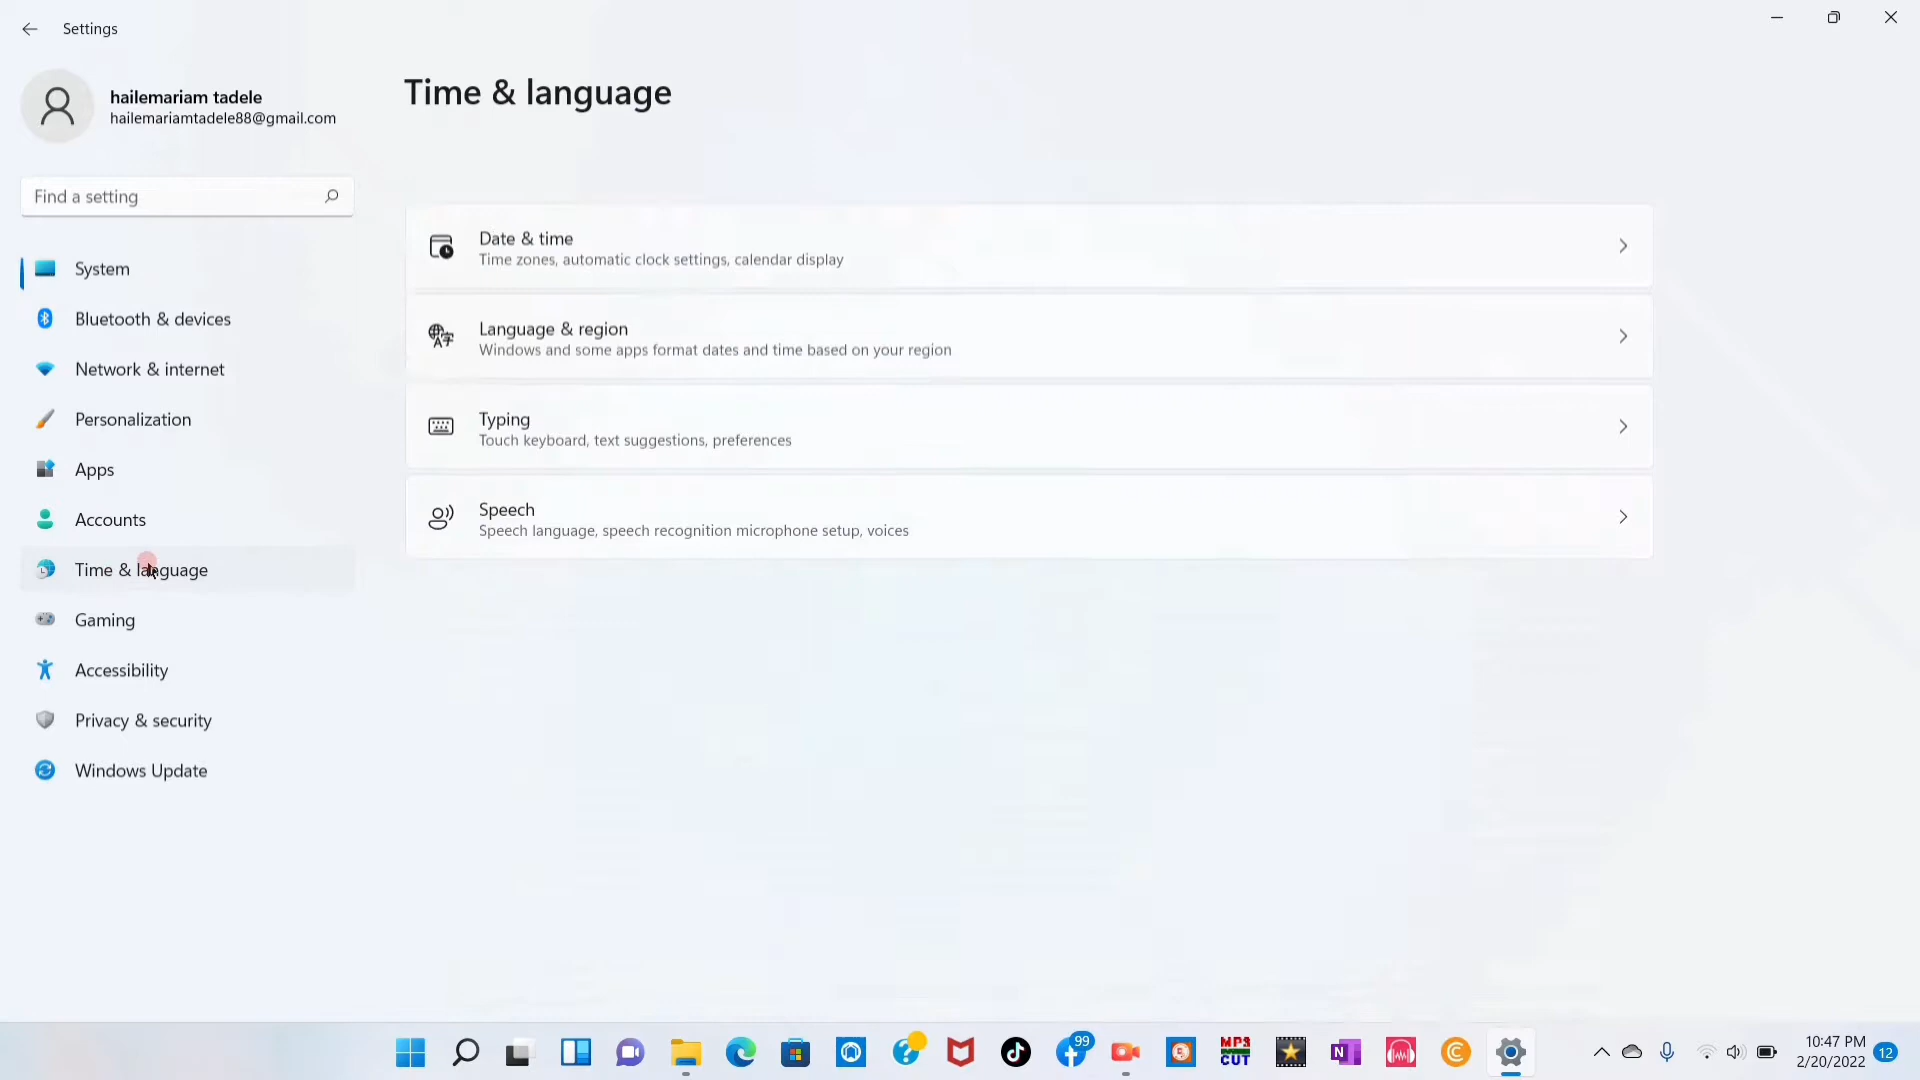 Settings
hailemariam tadele
hailemariamtadele88@gmail.com
Find a setting
System
Bluetooth & devices
Network & internet
Personalization
Apps
Accounts
Time & language
Gaming
Accessibility
Privacy & security
Windows Update
Time & language
Date & time
Time zones, automatic clock settings, calendar display
Language & region
Windows and some apps format dates and time based on your region
Typing
Touch keyboard, text suggestions, preferences
Speech
Speech language, speech recognition microphone setup, voices
99
MP3
CUT
N
10:47 PM
2/20/2022
12